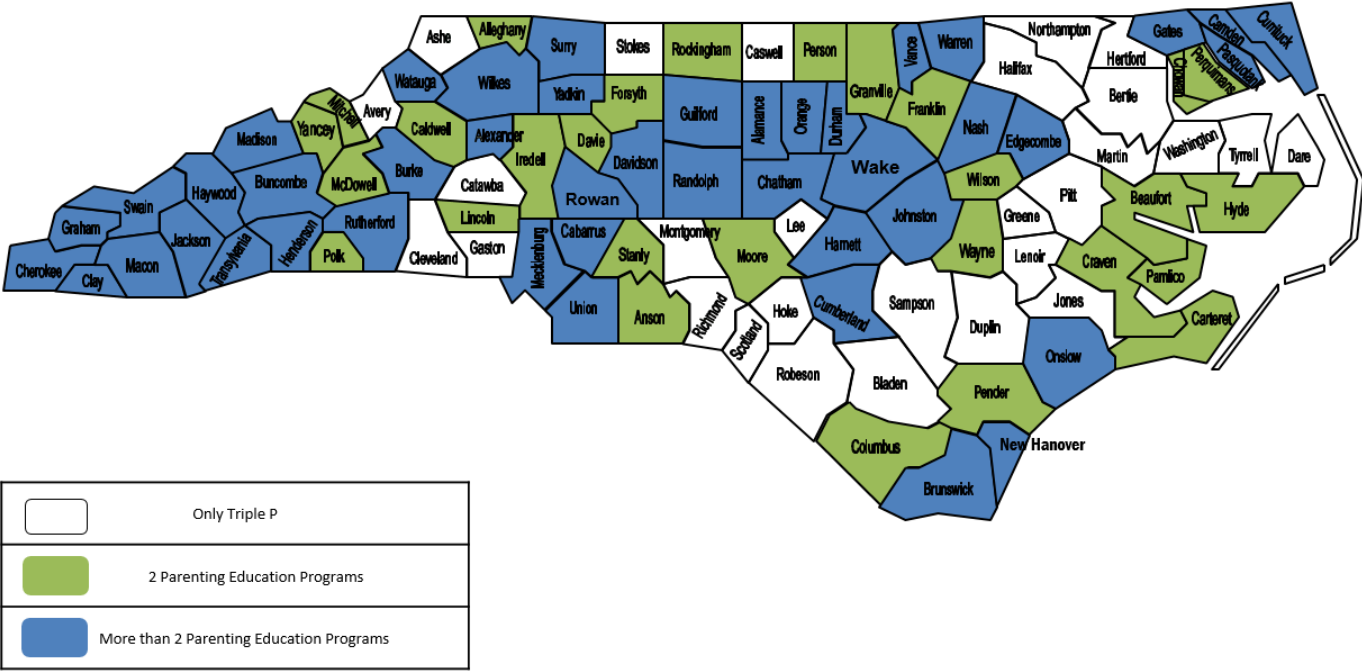 Ashe
Alleghany
Surry
Stokes
Rockingham
Caswell
Person
Granville
Vance
Warren
Northampton
Halifax
Hertford
Gates
Camden
Currituck
Pasquotank
Perquimans
Chowan
Bertie
Watauga
Wilkes
Yadkin
Forsyth
Guilford
Alamance
Orange
Durham
Franklin
Nash
Edgecombe
Martin
Washington
Tyrrell
Dare
Mitchell
Avery
Yancey
Caldwell
Alexander
Iredell
Davie
Davidson
Randolph
Chatham
Wake
Wilson
Pitt
Beaufort
Hyde
Madison
Buncombe
McDowell
Burke
Catawba
Rowan
Johnston
Greene
Haywood
Swain
Graham
Jackson
Cherokee
Clay
Macon
Transylvania
Henderson
Polk
Rutherford
Cleveland
Lincoln
Gaston
Mecklenburg
Cabarrus
Stanly
Montgomery
Moore
Lee
Harnett
Wayne
Lenoir
Craven
Pamlico
Union
Anson
Richmond
Scotland
Hoke
Cumberland
Sampson
Duplin
Jones
Carteret
Onslow
Robeson
Bladen
Pender
Columbus
Brunswick
New Hanover
Only Triple P
2 Parenting Education Programs
More than 2 Parenting Education Programs